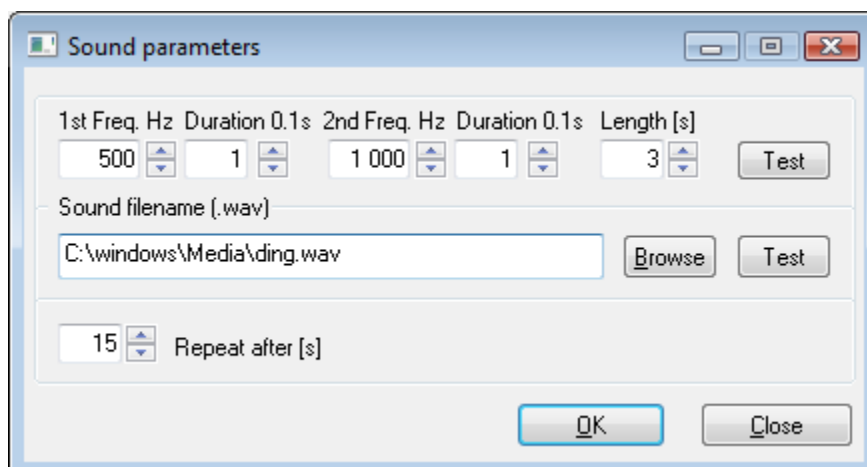 Sound parameters
1st Freq. Hz Duration 0.1s 2nd Freq. Hz Duration 0.1s Length [s]
500 1 1 000 1 3 Test
Sound filename (.wav)
C:\windows\Media\ding.wav Browse Test
15 Repeat after [s]
OK Close